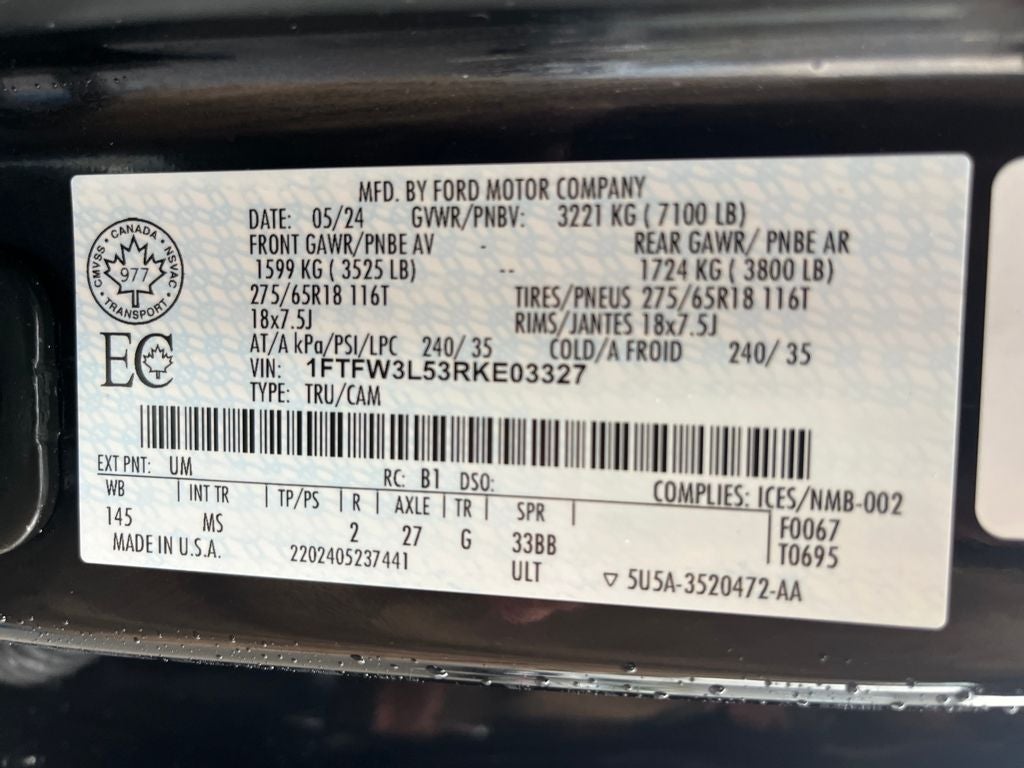 MFD. BY FORD MOTOR COMPANY
DATE: 05/24 GVWR/PNBV: 3221 KG ( 7100 LB)
FRONT GAWR/PNBE AV - REAR GAWR/ PNBE AR
1599 KG ( 3525 LB) -- 1724 KG ( 3800 LB)
275/65R18 116T TIRES/PNEUS 275/65R18 116T
18x7.5J RIMS/JANTES 18x7.5J
AT/A kPa/PSI/LPC 240/ 35 COLD/A FROID 240/ 35
VIN: 1FTFW3L53RKE03327
TYPE: TRU/CAM
CANADA
CMVSS NSVAC
977
TRANSPORT
EC
EXT PNT: UM RC: B1 DSO: COMPLIES: ICES/NMB-002
WB INT TR TP/PS R AXLE TR SPR F0067
145 MS 2 27 G 33BB T0695
MADE IN U.S.A. 2202405237441 ULT ▽ 5U5A-3520472-AA